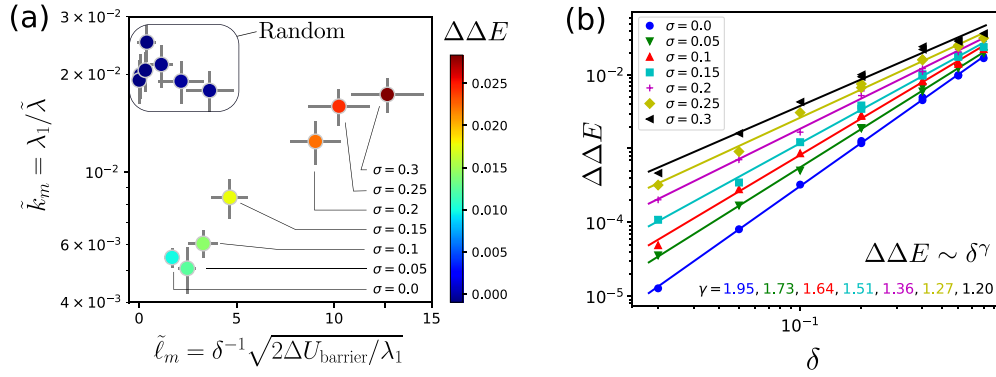 (a)
3 × 10⁻²
2 × 10⁻²
10⁻²
6 × 10⁻³
4 × 10⁻³
k̃ₘ = λ₁/λ̃
Random
σ = 0.3
σ = 0.25
σ = 0.2
σ = 0.15
σ = 0.1
σ = 0.05
σ = 0.0
0 5 10 15
ℓ̃ₘ = δ⁻¹√2ΔU_barrier/λ₁
ΔΔE
0.025
0.020
0.015
0.010
0.005
0.000
(b)
σ = 0.0
σ = 0.05
σ = 0.1
σ = 0.15
σ = 0.2
σ = 0.25
σ = 0.3
10⁻²
10⁻⁴
10⁻⁵
ΔΔE
ΔΔE ~ δ^γ
γ = 1.95, 1.73, 1.64, 1.51, 1.36, 1.27, 1.20
10⁻¹
δ